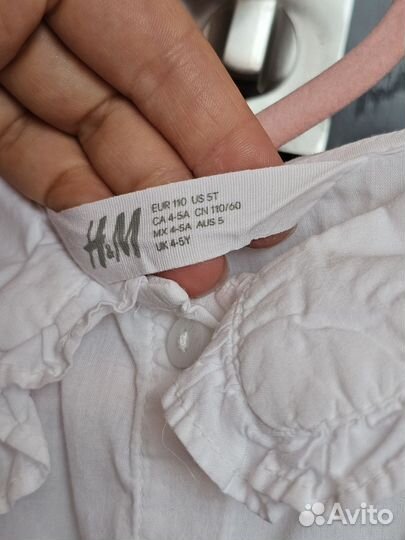 H&M
EUR 110 US 5T
CA 4-5A CN 110/60
MX 4-5A AUS 5
UK 4-5Y
Avito